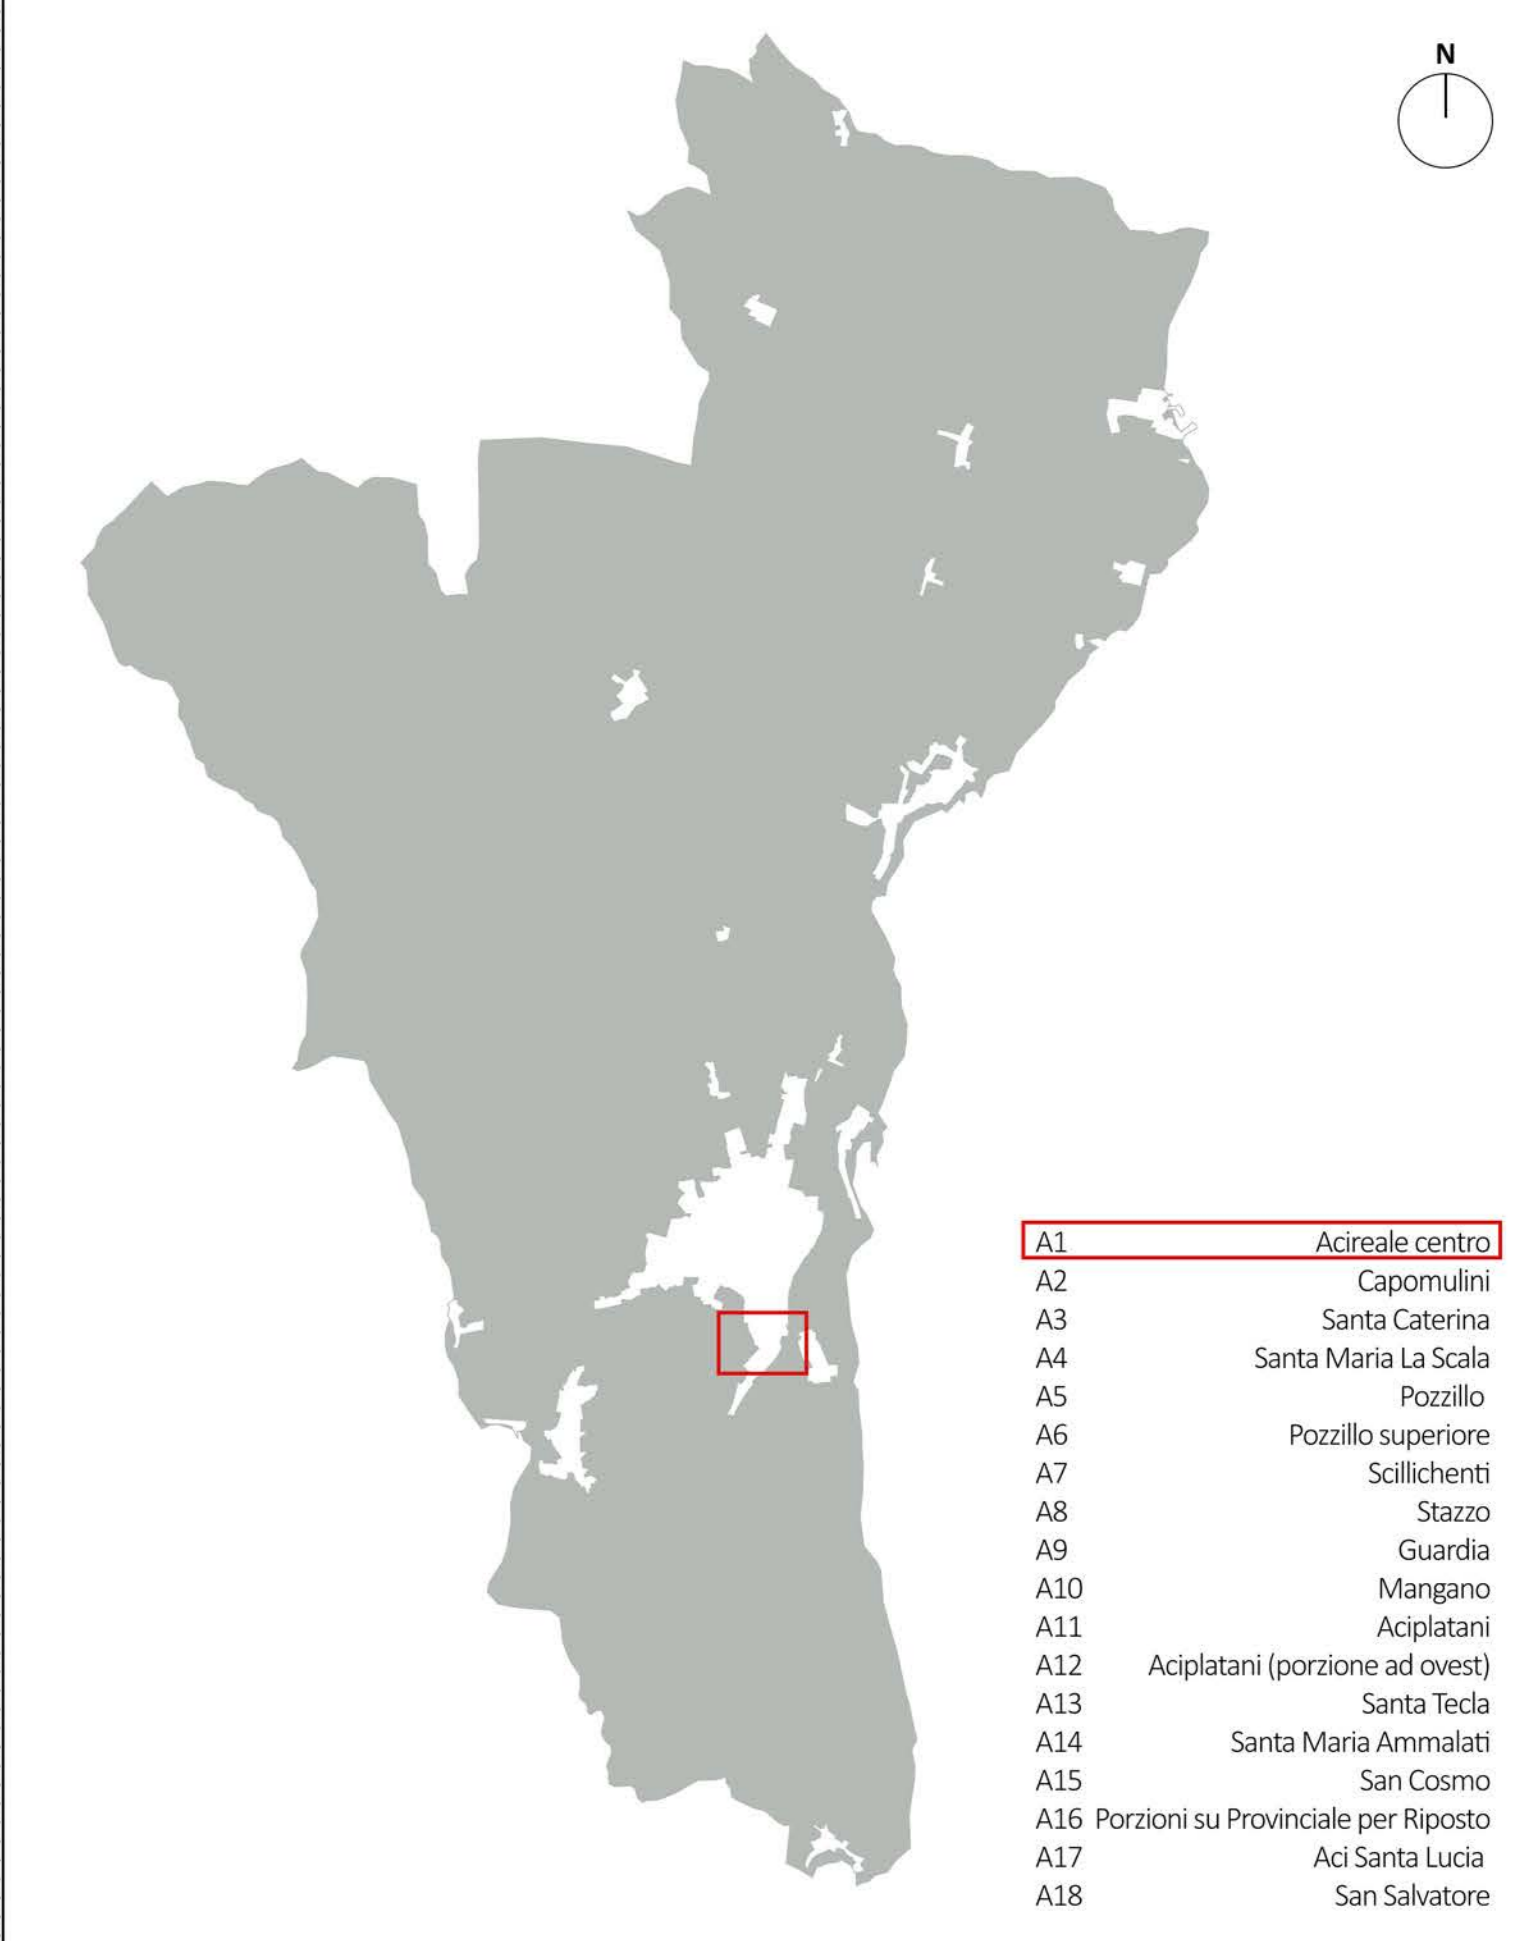 N
A1 Acireale centro
A2 Capomulini
A3 Santa Caterina
A4 Santa Maria La Scala
A5 Pozzillo
A6 Pozzillo superiore
A7 Scillichenti
A8 Stazzo
A9 Guardia
A10 Mangano
A11 Aciplatani
A12 Aciplatani (porzione ad ovest)
A13 Santa Tecla
A14 Santa Maria Ammalati
A15 San Cosmo
A16 Porzioni su Provinciale per Riposto
A17 Aci Santa Lucia
A18 San Salvatore